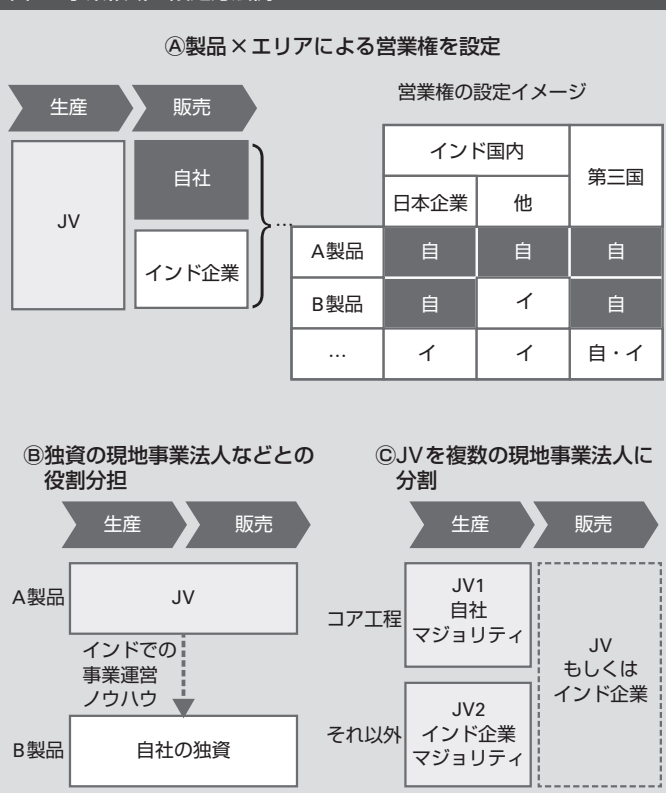 Ⓐ製品×エリアによる営業権を設定
生産
販売
JV
自社
インド企業
…
営業権の設定イメージ
インド国内
第三国
日本企業
他
A製品
自
自
自
B製品
自
イ
自
…
イ
イ
自・イ
Ⓑ独資の現地事業法人などとの
役割分担
生産
販売
A製品
JV
インドでの
事業運営
ノウハウ
B製品
自社の独資
ⒸJVを複数の現地事業法人に
分割
生産
販売
コア工程
JV1
自社
マジョリティ
それ以外
JV2
インド企業
マジョリティ
JV
もしくは
インド企業